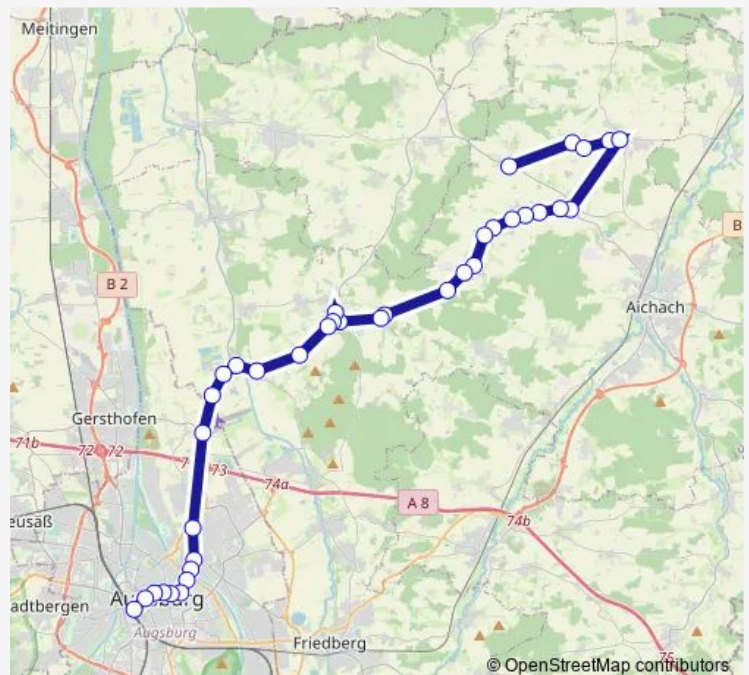 Meitingen
B 2
B
Aichach
Gersthofen
71b
72
72
7
73
74a
A 8
74b
eusäß
adtbergen
Augsburg
Augsburg
Friedberg
75
© OpenStreetMap contributors